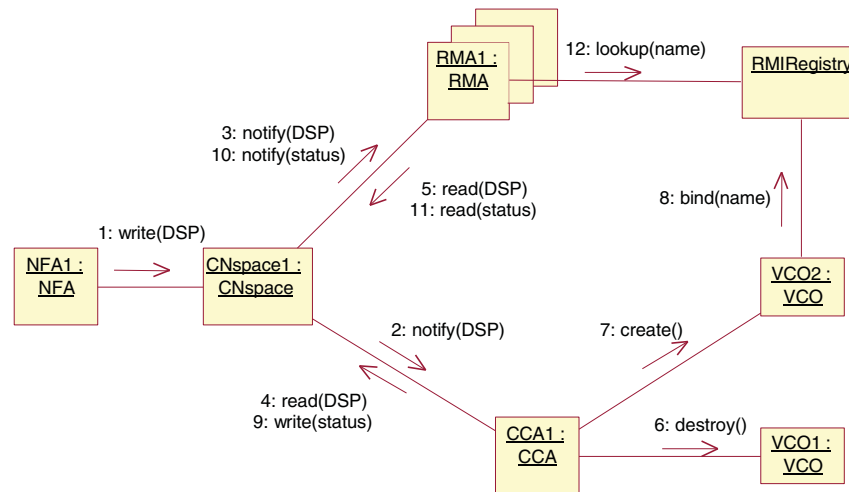 RMA1 :
RMA
12: lookup(name)
RMIRegistry
3: notify(DSP)
10: notify(status)
5: read(DSP)
11: read(status)
8: bind(name)
1: write(DSP)
NFA1 :
NFA
CNspace1 :
CNspace
VCO2 :
VCO
2: notify(DSP)
7: create()
4: read(DSP)
9: write(status)
CCA1 :
CCA
6: destroy()
VCO1 :
VCO